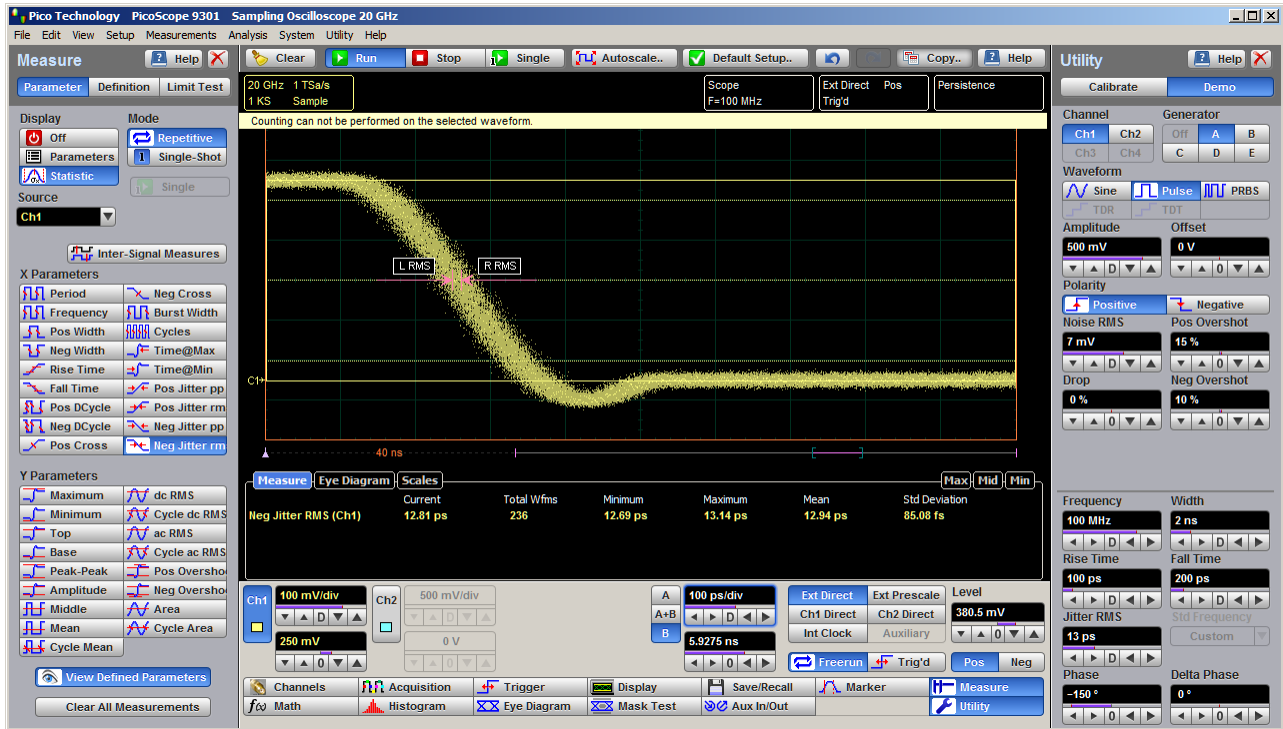 Pico Technology PicoScope 9301 Sampling Oscilloscope 20 GHz
File Edit View Setup Measurements Analysis System Utility Help
Measure
Help
Parameter Definition Limit Test
Display
Off
Parameters
Statistic
Mode
Repetitive
Single-Shot
Single
Source
Ch1
Inter-Signal Measures
X Parameters
Period Neg Cross
Frequency Burst Width
Pos Width Cycles
Neg Width Time@Max
Rise Time Time@Min
Fall Time Pos Jitter pp
Pos DCycle Pos Jitter rm
Neg DCycle Neg Jitter pp
Pos Cross Neg Jitter rm
Y Parameters
Maximum dc RMS
Minimum Cycle dc RMS
Top ac RMS
Base Cycle ac RMS
Peak-Peak Pos Oversho
Amplitude Neg Oversho
Middle Area
Mean Cycle Area
Cycle Mean
View Defined Parameters
Clear All Measurements
Clear Run Stop Single Autoscale.. Default Setup.. Copy.. Help
20 GHz 1 TSa/s
1 KS Sample
Scope
F=100 MHz
Ext Direct Pos
Trig'd
Persistence
Counting can not be performed on the selected waveform.
L RMS R RMS
C1
40 ns
Measure Eye Diagram Scales Max Mid Min
Current Total Wfms Minimum Maximum Mean Std Deviation
Neg Jitter RMS (Ch1) 12.81 ps 236 12.69 ps 13.14 ps 12.94 ps 85.08 fs
Ch1
100 mV/div
D
250 mV
0
Ch2
500 mV/div
D
0 V
0
A
A+B
B
100 ps/div
D
5.9275 ns
0
Ext Direct Ext Prescale
Ch1 Direct Ch2 Direct
Int Clock Auxiliary
Freerun Trig'd
Level
380.5 mV
0
Pos Neg
Channels Acquisition Trigger Display Save/Recall Marker Measure
f(x) Math Histogram Eye Diagram Mask Test Aux In/Out Utility
Utility
Help
Calibrate Demo
Channel Generator
Ch1 Ch2 Off A B
Ch3 Ch4 C D E
Waveform
Sine Pulse PRBS
TDR TDT
Amplitude Offset
500 mV 0 V
D 0
Polarity
Positive Negative
Noise RMS Pos Overshot
7 mV 15 %
D 0
Drop Neg Overshot
0 % 10 %
0 0
Frequency Width
100 MHz 2 ns
D D
Rise Time Fall Time
100 ps 200 ps
D D
Jitter RMS Std Frequency
13 ps Custom
D
Phase Delta Phase
-150 ° 0 °
0 0